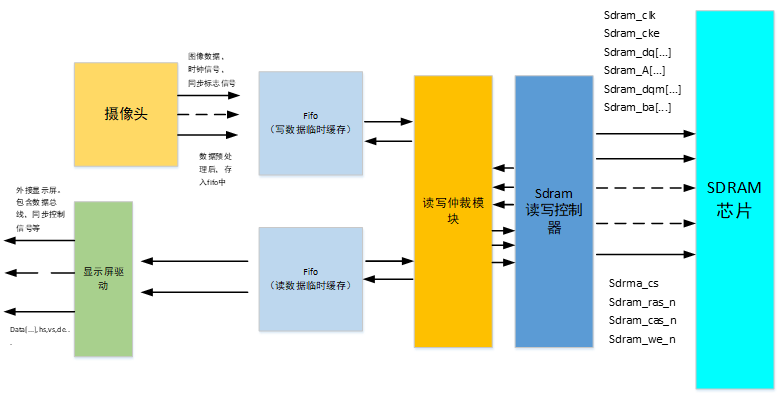 Sdram_clk
Sdram_cke
Sdram_dq[...]
Sdram_A[...]
Sdram_dqm[...]
Sdram_ba[...]
图像数据，
时钟信号，
同步标志信号
摄像头
Fifo
（写数据临时缓存）
数据预处
理后，存
入fifo中
外接显示屏。
包含数据总
线，同步控制
信号等
显示屏驱
动
Data[...],hs,vs,de..
.
Fifo
（读数据临时缓存）
读写仲裁模
块
Sdram
读写控制
器
SDRAM
芯片
Sdrma_cs
Sdram_ras_n
Sdram_cas_n
Sdram_we_n